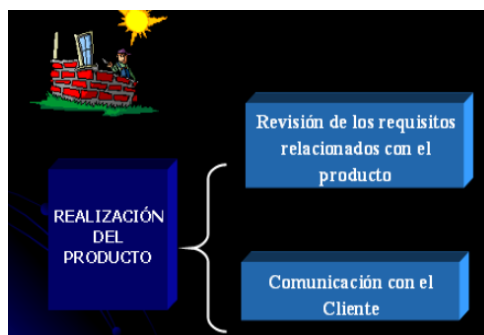 Revisión de los requisitos
relacionados con el
producto
REALIZACIÓN
DEL
PRODUCTO
Comunicación con el
Cliente